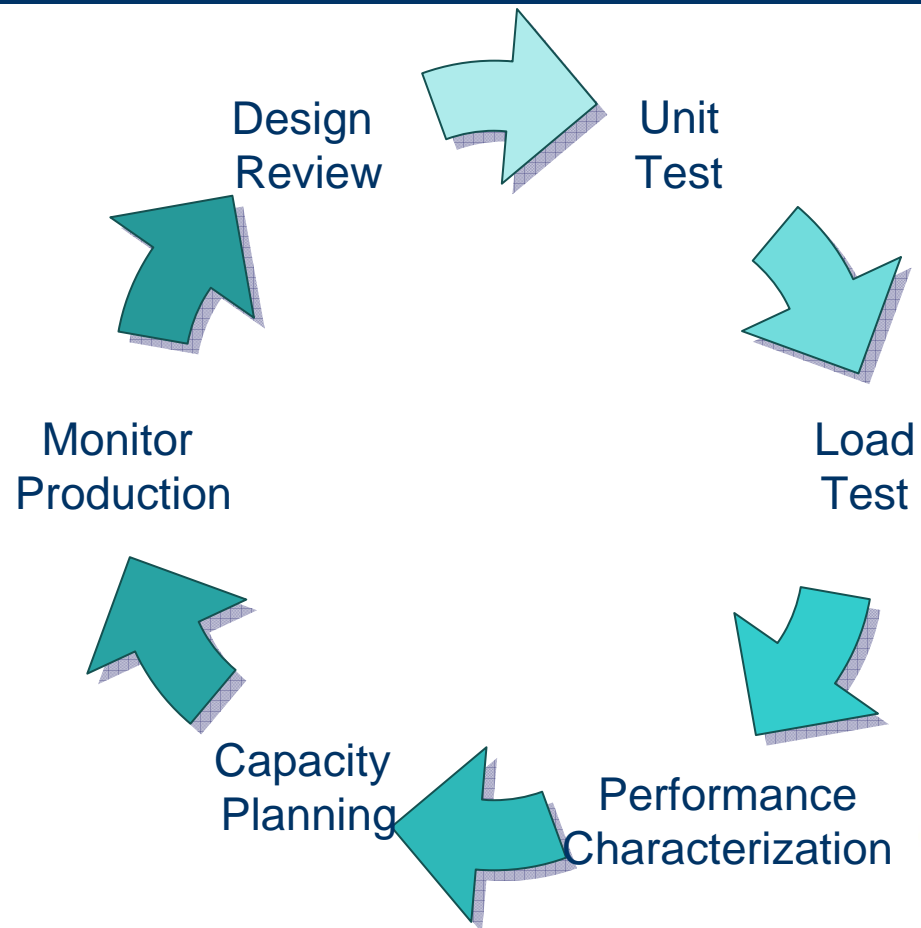 Design
Review
Unit
Test
Load
Test
Performance
Characterization
Capacity
Planning
Monitor
Production